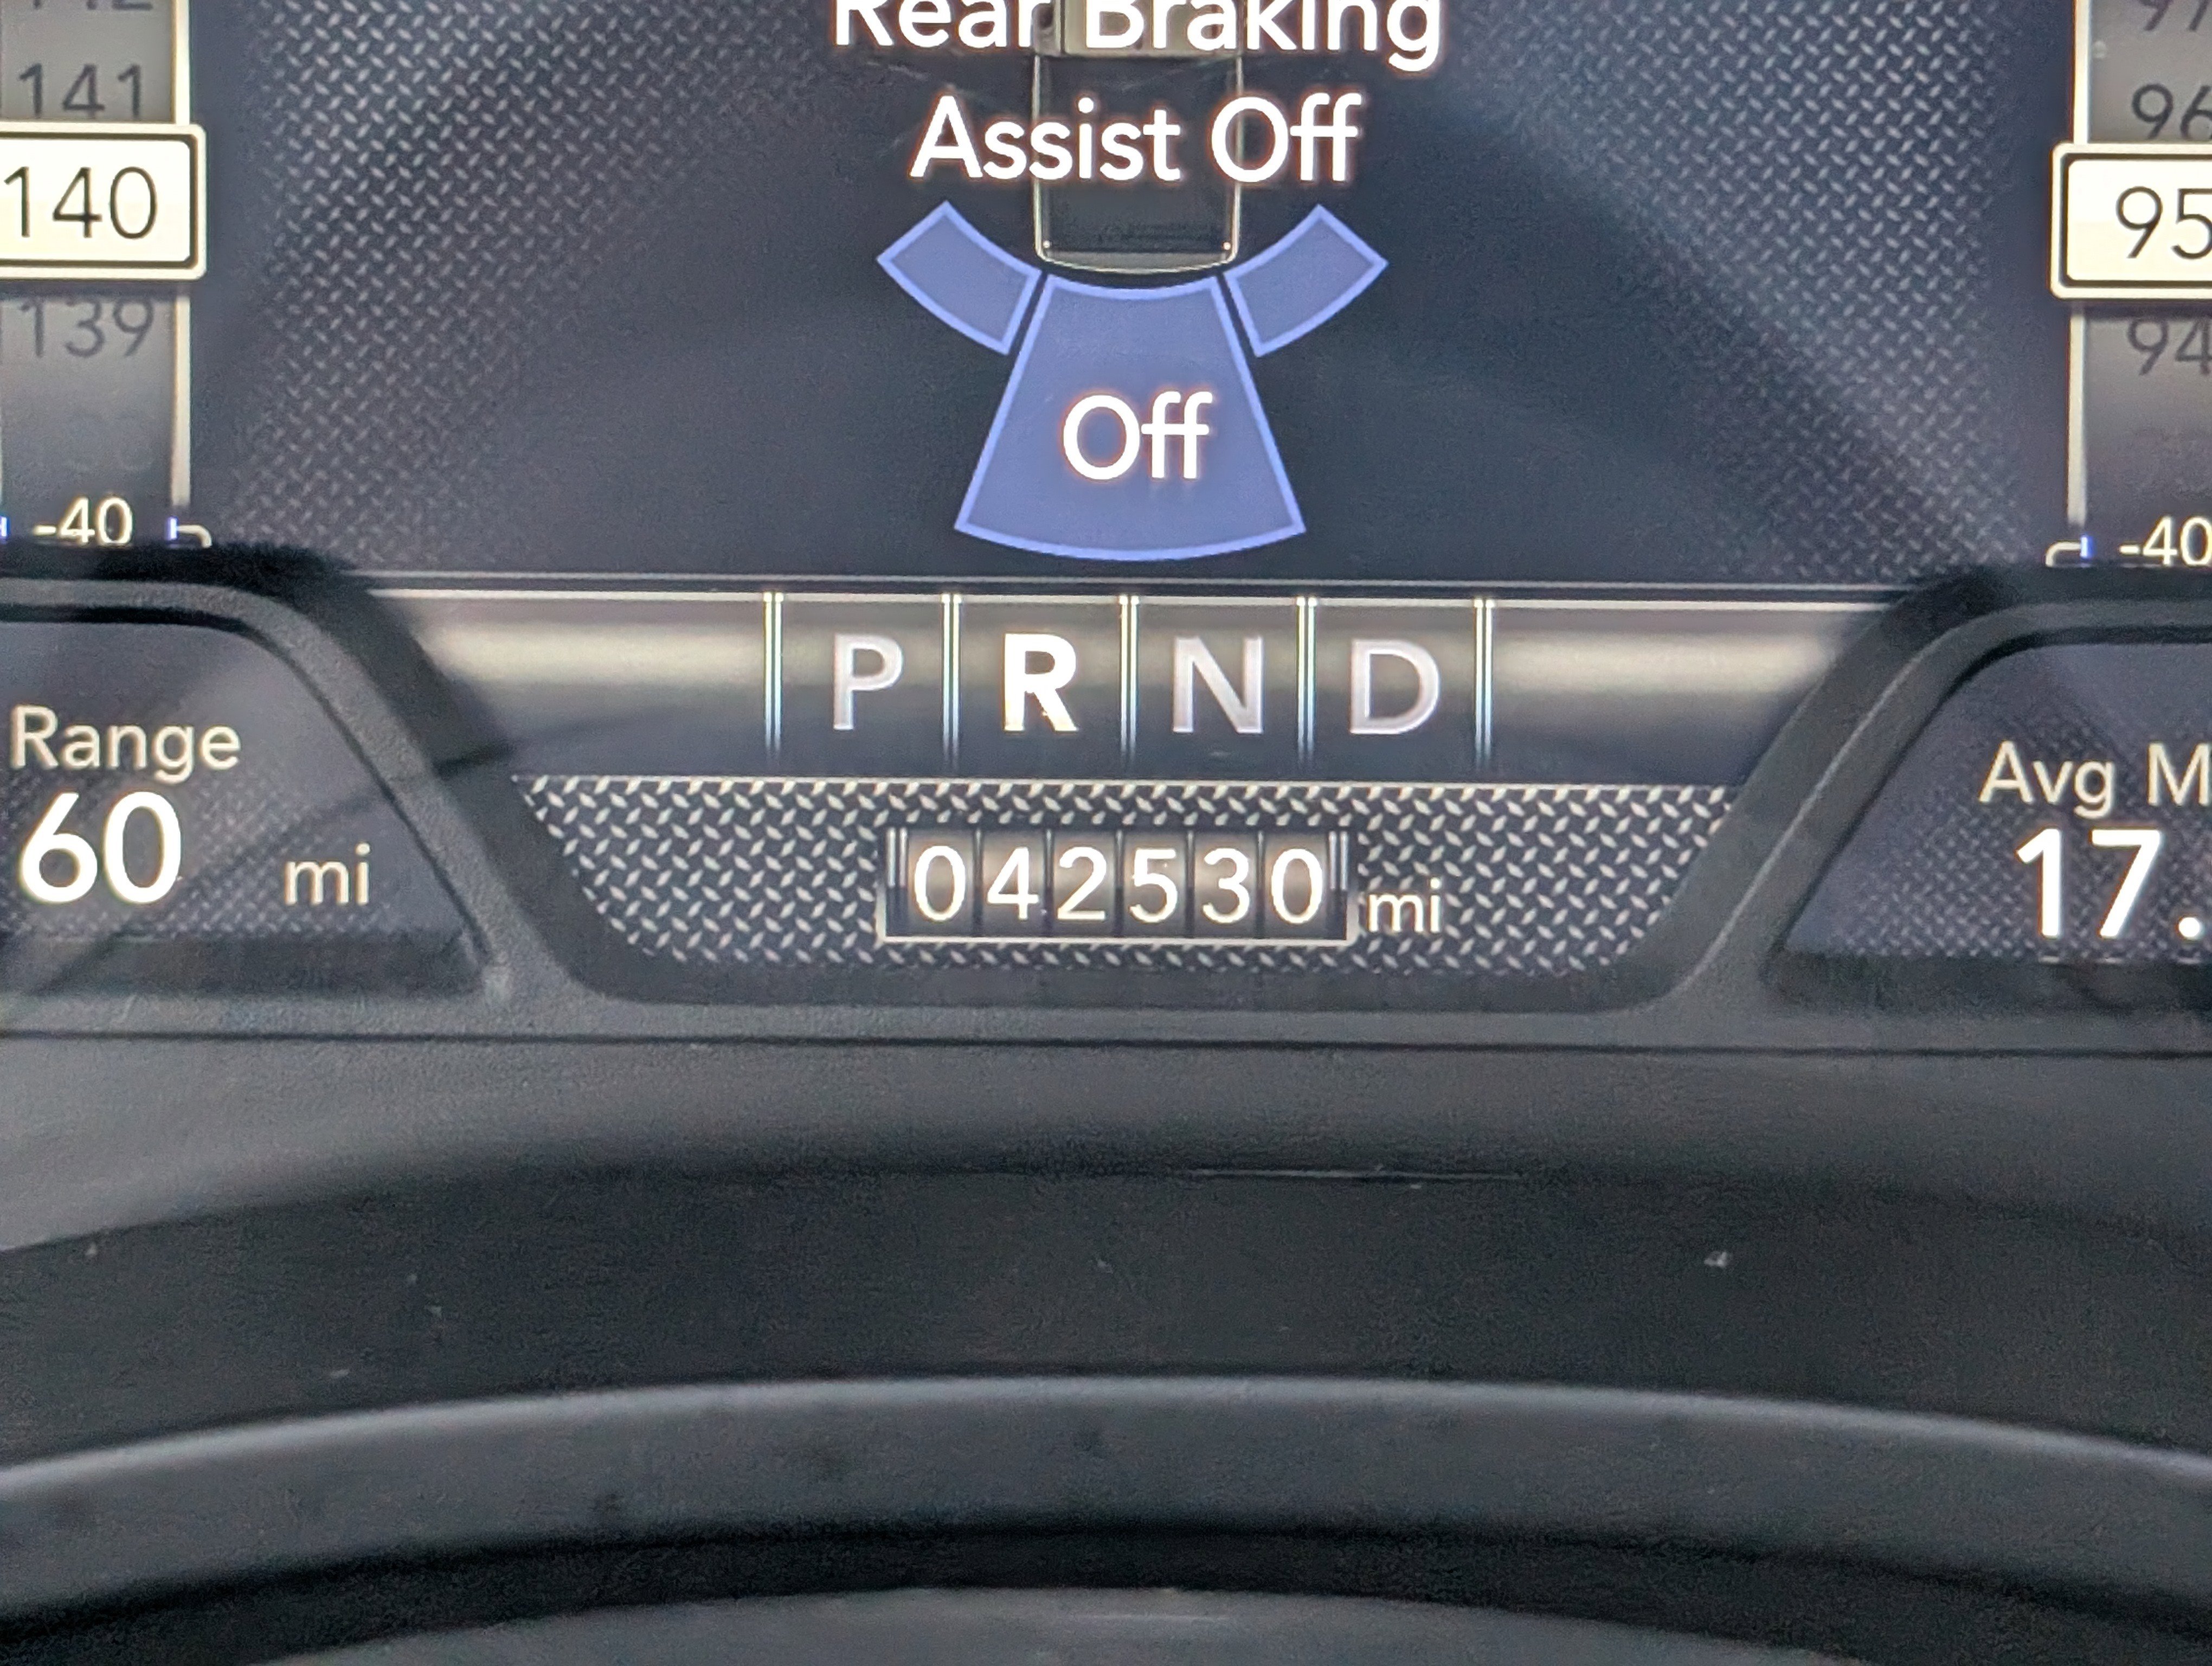 Rear Braking
Assist Off
141
140
139
-40
96
95
94
-40
Off
P R N D
Range
60 mi
042530 mi
Avg M
17.